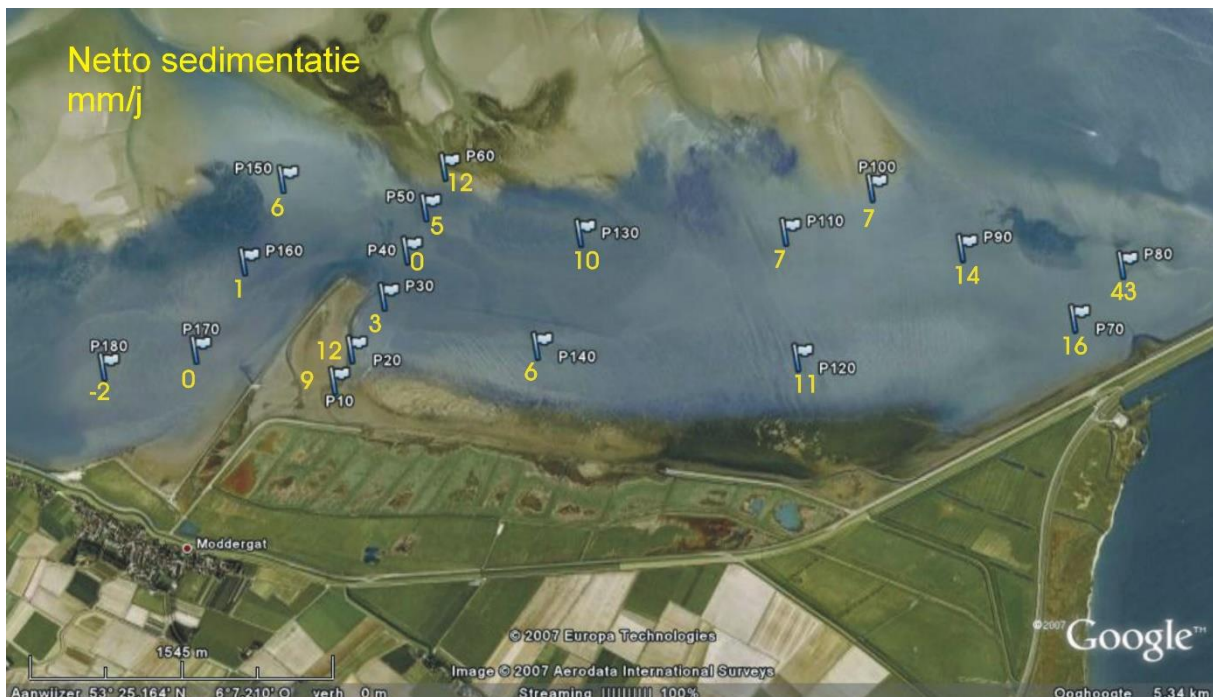 Netto sedimentatie
mm/j
P60
12
P150
6
P50
5
P100
7
P40
0
P130
10
P110
7
P90
14
P80
43
P160
1
P30
3
P70
16
P180
-2
P170
0
12
P20
P140
6
P120
11
9
P10
Moddergat
© 2007 Europa Technologies
©2007 Google™
1545 m
Image © 2007 Aerodata International Surveys
Aanwijzer 53° 25.164' N 6° 7.210' O verh 0 m Streaming |||||||||| 100% Ooghoogte 5.34 km